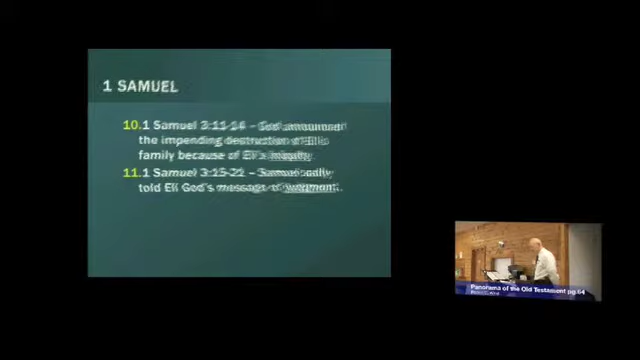 1 SAMUEL
10. 1 Samuel 3:11-14 – God announced
the impending destruction of Eli's
family because of Eli's iniquity.
11. 1 Samuel 3:15-21 – Samuel
told Eli God's message of judgment.
Panorama of the Old Testament pg.64